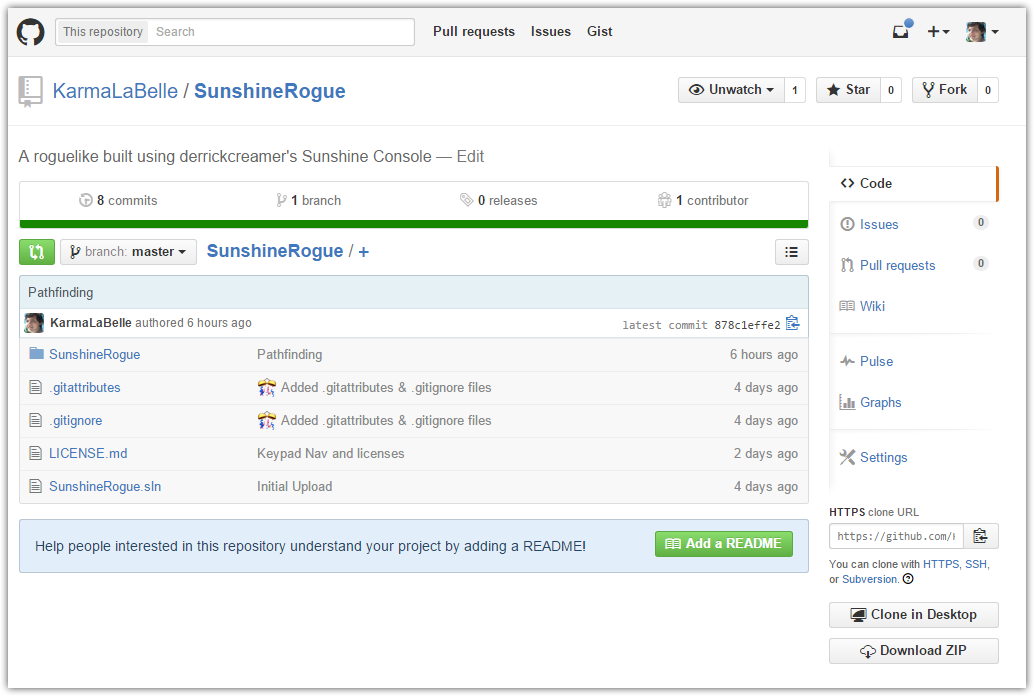 This repository Search Pull requests Issues Gist
KarmaLaBelle / SunshineRogue Unwatch 1 Star 0 Fork 0
A roguelike built using derrickcreamer's Sunshine Console — Edit
8 commits 1 branch 0 releases 1 contributor
branch: master SunshineRogue / +
Pathfinding
KarmaLaBelle authored 6 hours ago latest commit 878c1effe2
SunshineRogue Pathfinding 6 hours ago
.gitattributes Added .gitattributes & .gitignore files 4 days ago
.gitignore Added .gitattributes & .gitignore files 4 days ago
LICENSE.md Keypad Nav and licenses 2 days ago
SunshineRogue.sln Initial Upload 4 days ago
Help people interested in this repository understand your project by adding a README! Add a README
Code
Issues 0
Pull requests 0
Wiki
Pulse
Graphs
Settings
HTTPS clone URL
https://github.com/
You can clone with HTTPS, SSH,
or Subversion.
Clone in Desktop
Download ZIP